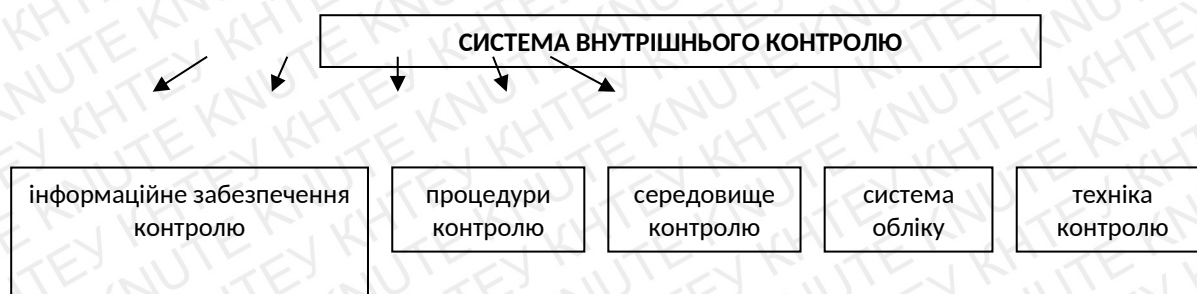 СИСТЕМА ВНУТРІШНЬОГО КОНТРОЛЮ
інформаційне забезпечення
контролю
процедури
контролю
середовище
контролю
система
обліку
техніка
контролю